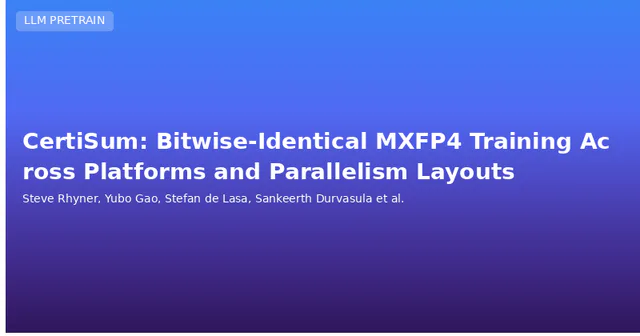 LLM PRETRAIN
CertiSum: Bitwise-Identical MXFP4 Training Ac
ross Platforms and Parallelism Layouts
Steve Rhyner, Yubo Gao, Stefan de Lasa, Sankeerth Durvasula et al.